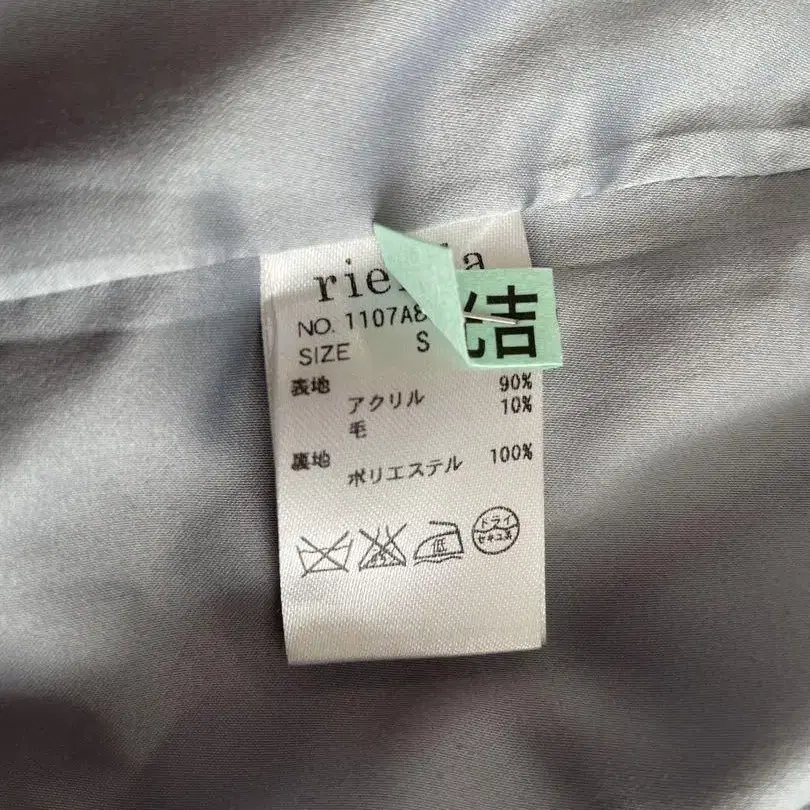 NO. 1107A8
SIZE S
表地 90%
アクリル 10%
毛
裏地 100%
ポリエステル
低
ドライ
セキユ系